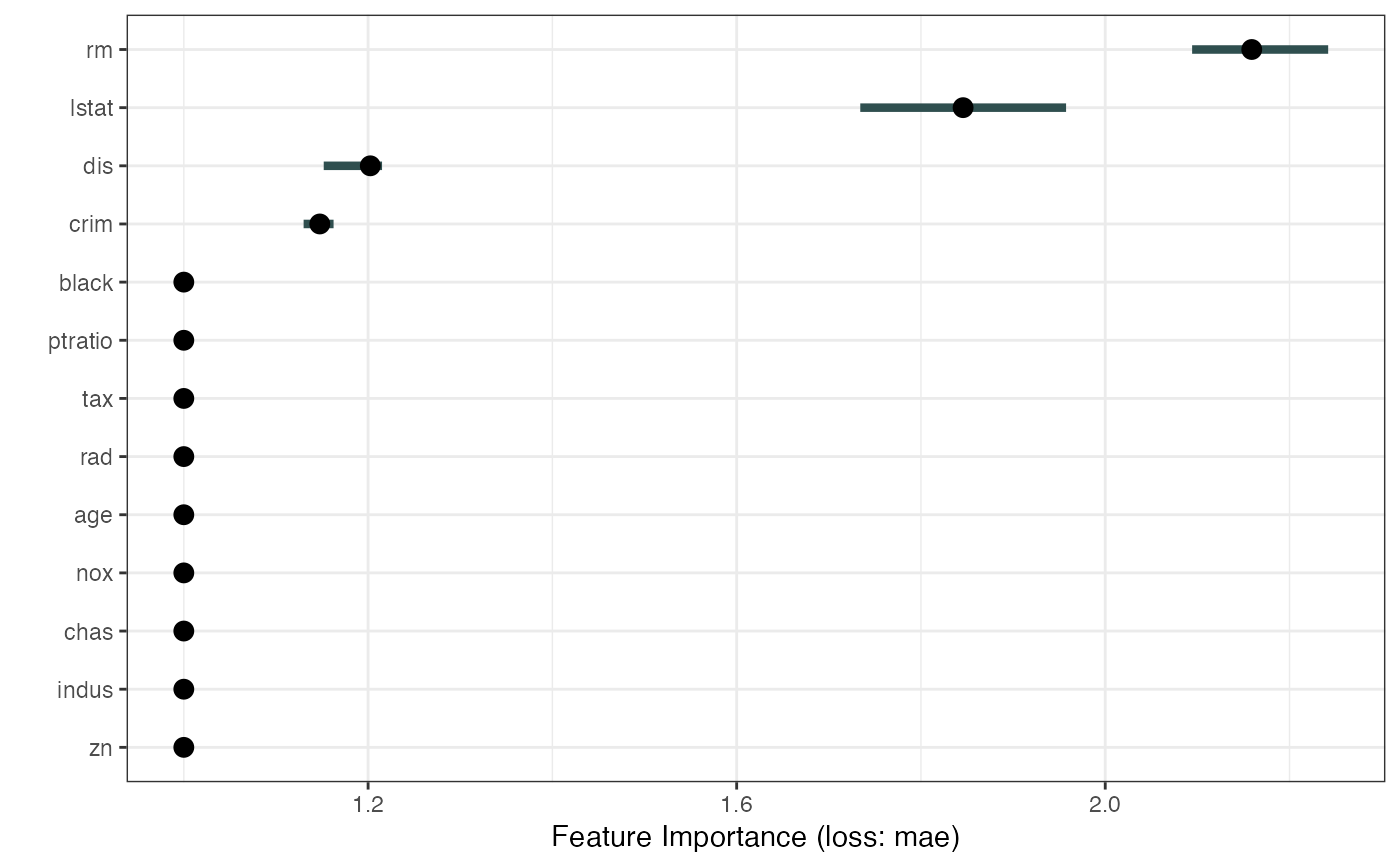 rm
lstat
dis
crim
black
ptratio
tax
rad
age
nox
chas
indus
zn
1.2 1.6 2.0
Feature Importance (loss: mae)